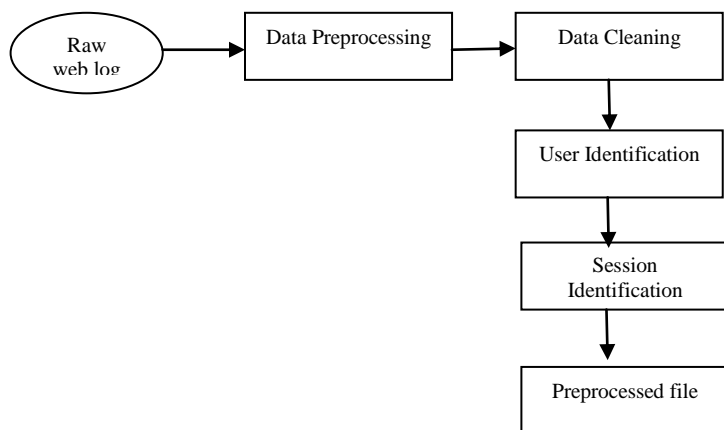 Raw
web log
Data Preprocessing
Data Cleaning
User Identification
Session
Identification
Preprocessed file